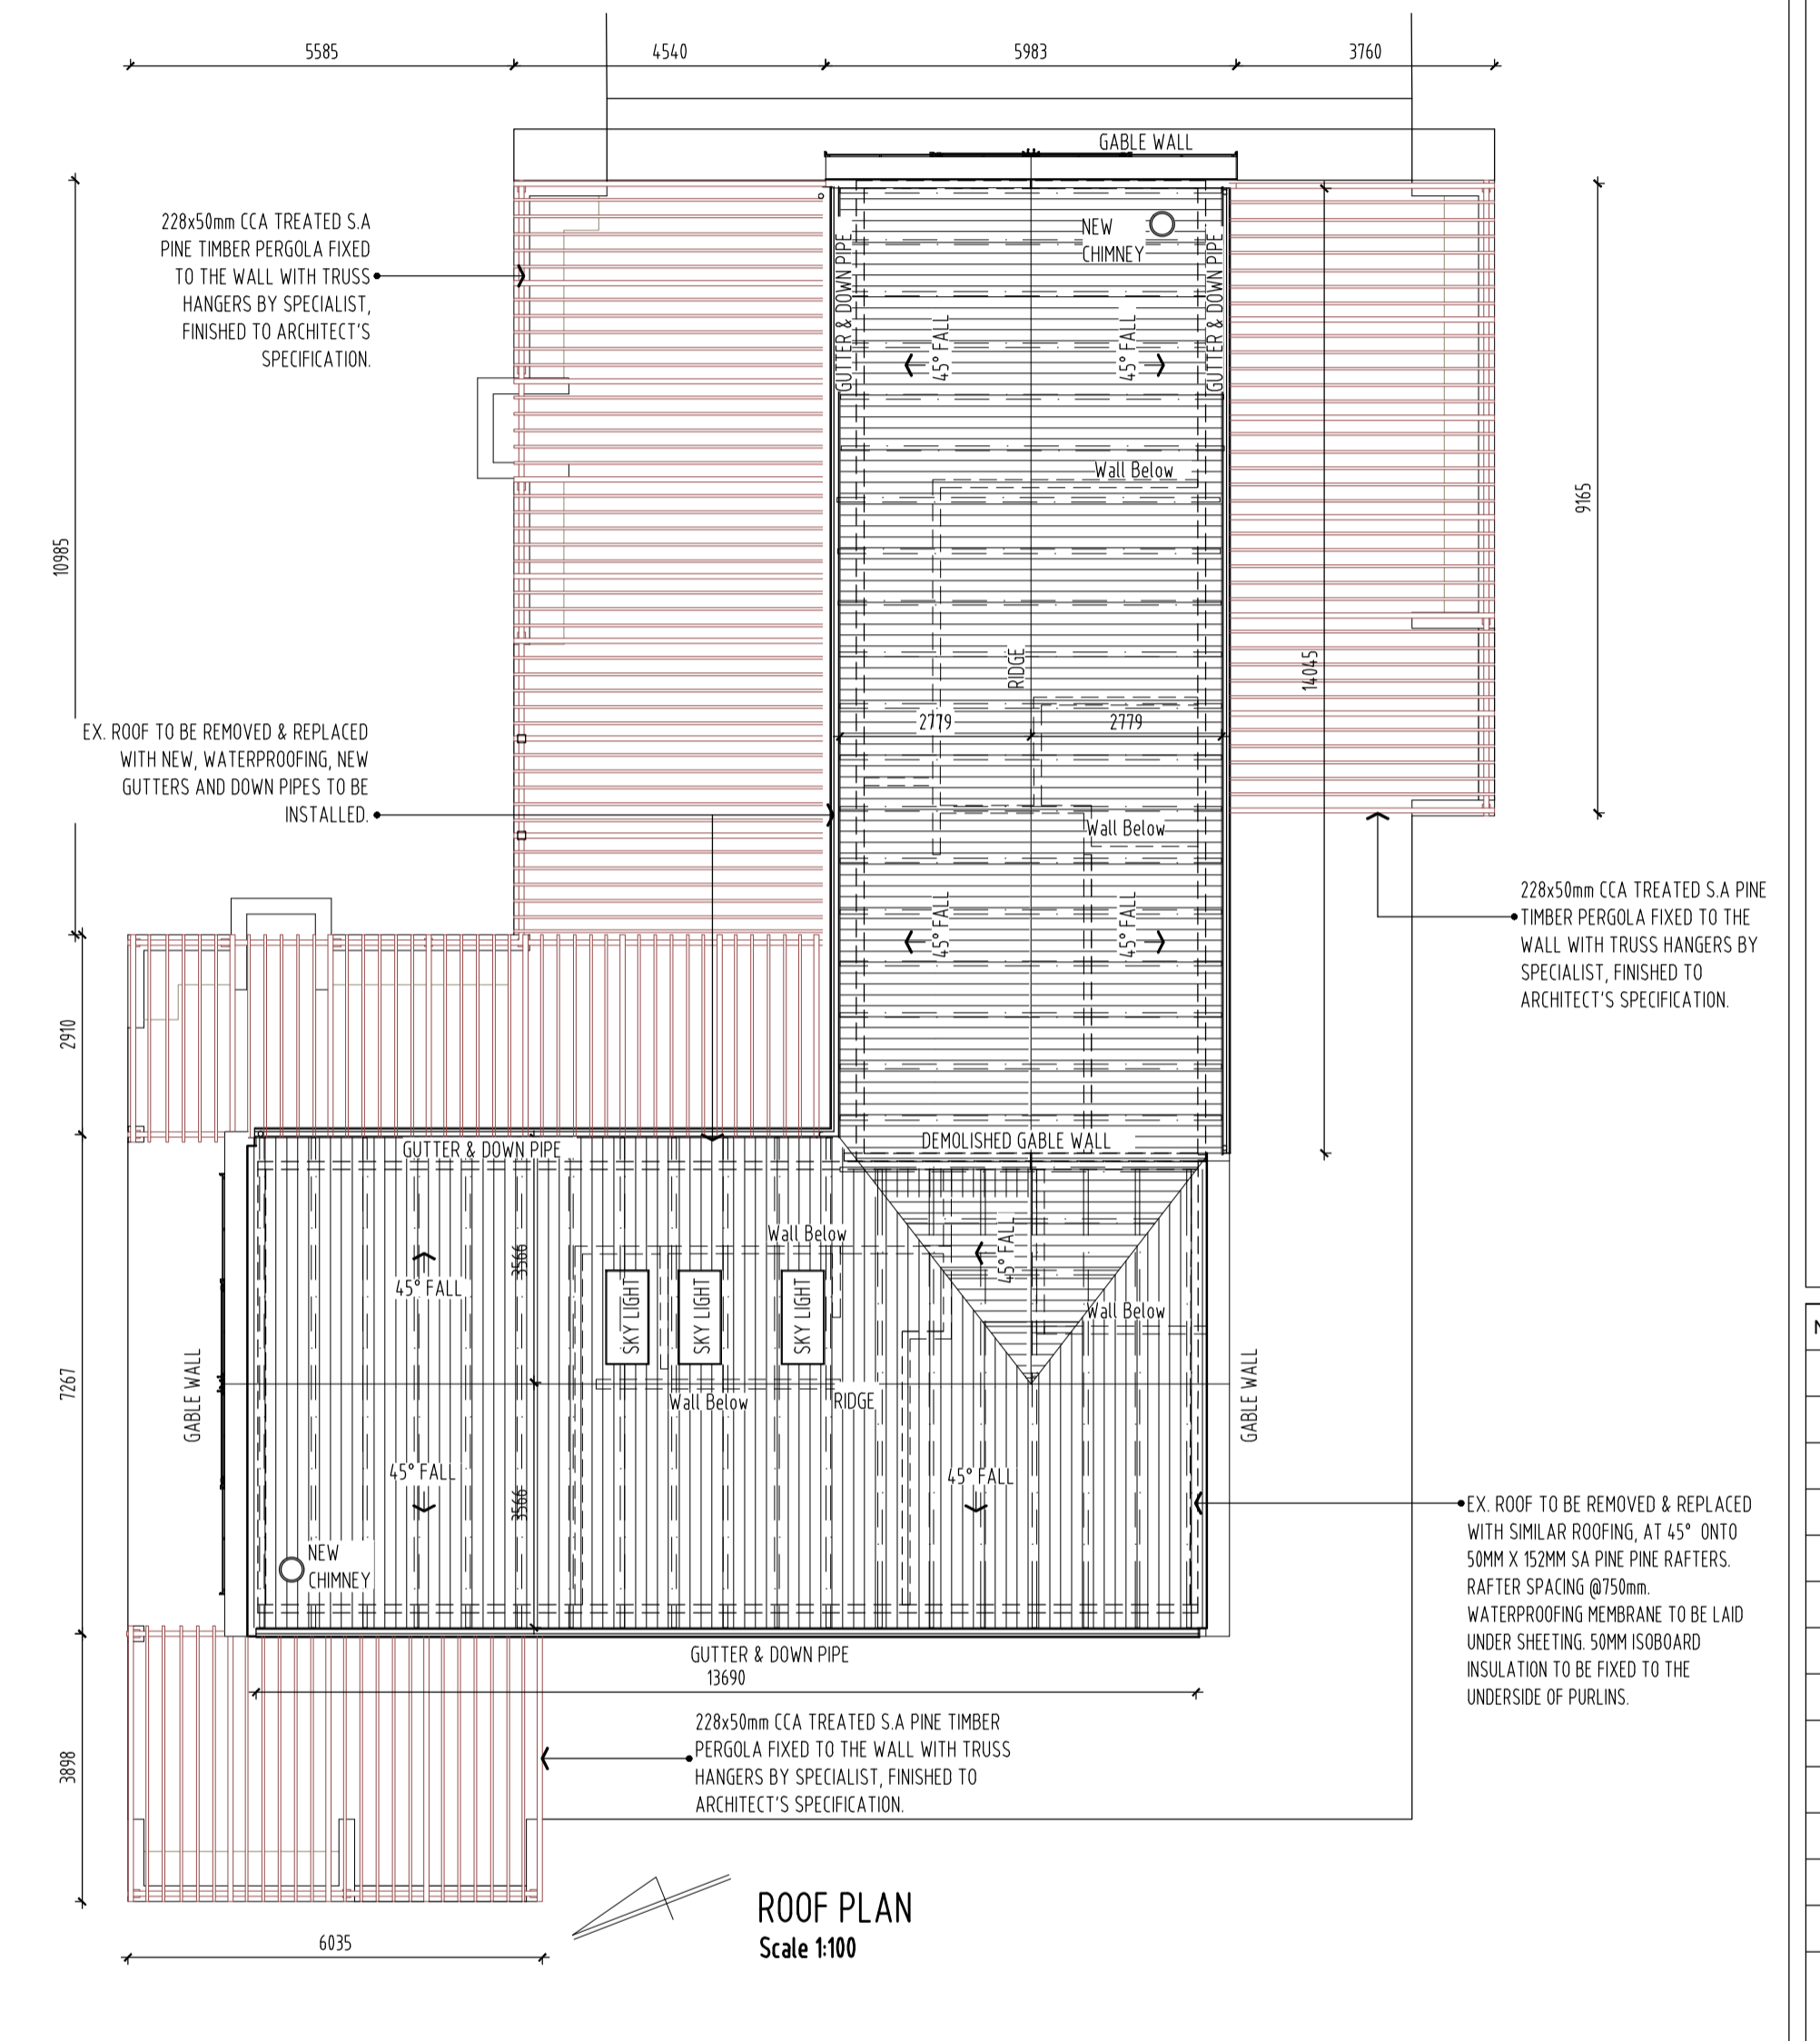 5585
4540
5983
3760
GABLE WALL
228x50mm CCA TREATED S.A
PINE TIMBER PERGOLA FIXED
TO THE WALL WITH TRUSS
HANGERS BY SPECIALIST,
FINISHED TO ARCHITECT'S
SPECIFICATION.
NEW
CHIMNEY
GUTTER & DOWN PIPE
GUTTER & DOWN PIPE
45° FALL
45° FALL
Wall Below
10985
9165
RIDGE
14045
2779
2779
EX. ROOF TO BE REMOVED & REPLACED
WITH NEW, WATERPROOFING, NEW
GUTTERS AND DOWN PIPES TO BE
INSTALLED.
Wall Below
45° FALL
45° FALL
228x50mm CCA TREATED S.A PINE
TIMBER PERGOLA FIXED TO THE
WALL WITH TRUSS HANGERS BY
SPECIALIST, FINISHED TO
ARCHITECT'S SPECIFICATION.
2910
GUTTER & DOWN PIPE
DEMOLISHED GABLE WALL
Wall Below
3566
45° FALL
45° FALL
SKY LIGHT
SKY LIGHT
SKY LIGHT
Wall Below
7267
GABLE WALL
Wall Below
RIDGE
GABLE WALL
45° FALL
45° FALL
3566
NEW
CHIMNEY
EX. ROOF TO BE REMOVED & REPLACED
WITH SIMILAR ROOFING, AT 45° ONTO
50MM X 152MM SA PINE PINE RAFTERS.
RAFTER SPACING @750mm.
WATERPROOFING MEMBRANE TO BE LAID
UNDER SHEETING. 50MM ISOBOARD
INSULATION TO BE FIXED TO THE
UNDERSIDE OF PURLINS.
GUTTER & DOWN PIPE
13690
228x50mm CCA TREATED S.A PINE TIMBER
PERGOLA FIXED TO THE WALL WITH TRUSS
HANGERS BY SPECIALIST, FINISHED TO
ARCHITECT'S SPECIFICATION.
3898
6035
ROOF PLAN
Scale 1:100